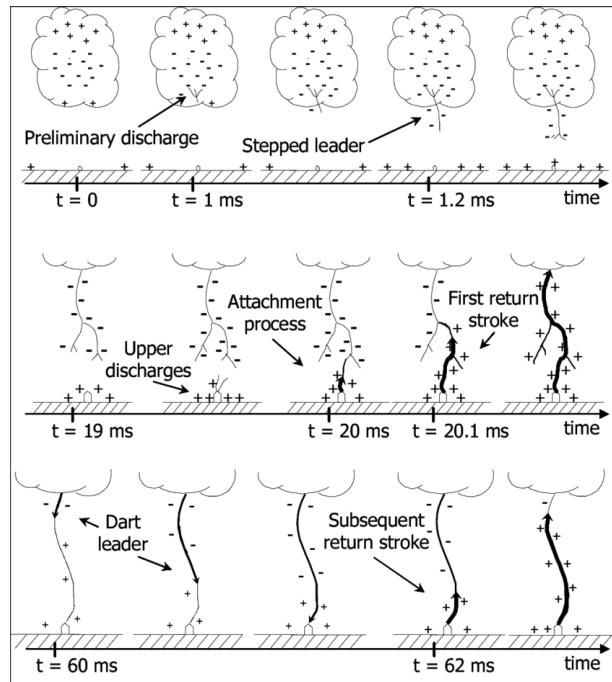 Preliminary discharge
Stepped leader
t = 0
t = 1 ms
t = 1.2 ms
time
Attachment
process
First return
stroke
Upper
discharges
t = 19 ms
t = 20 ms
t = 20.1 ms
time
Dart
leader
Subsequent
return stroke
t = 60 ms
t = 62 ms
time